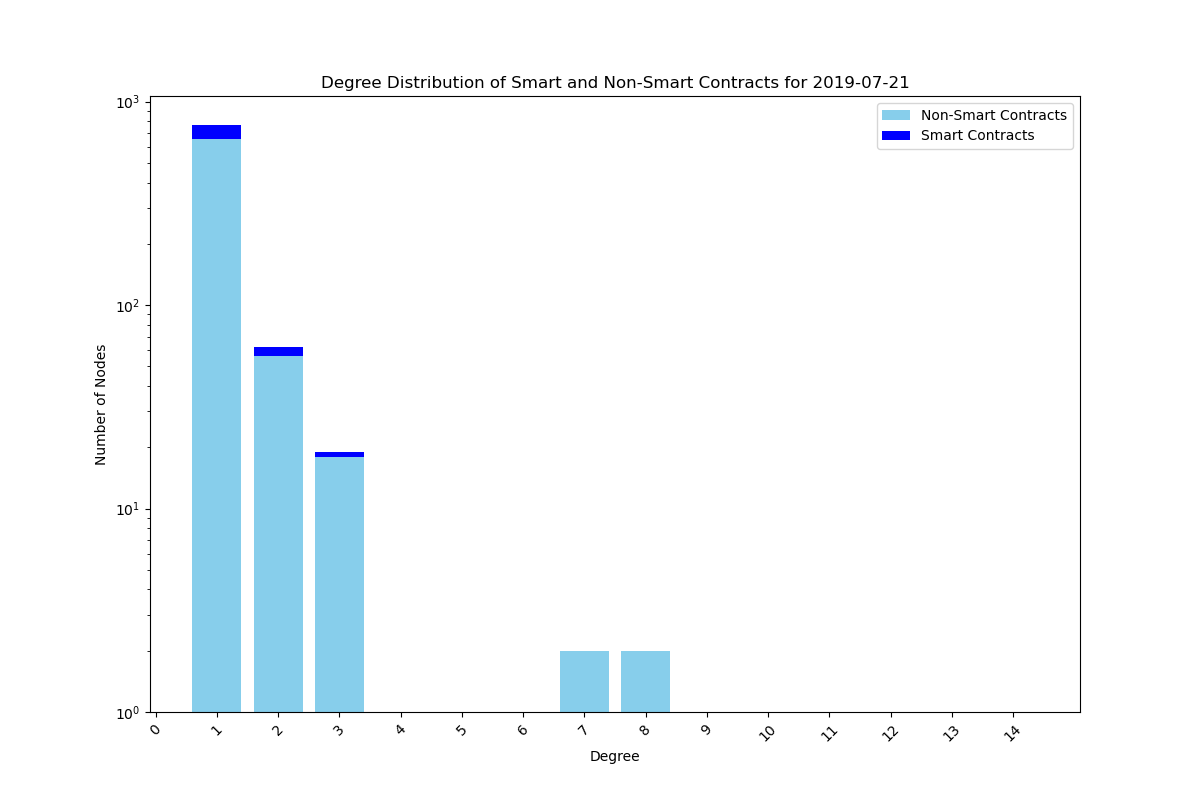 Degree Distribution of Smart and Non-Smart Contracts for 2019-07-21
Non-Smart Contracts
Smart Contracts
Number of Nodes
10³
10²
10¹
10⁰
0 1 2 3 4 5 6 7 8 9 10 11 12 13 14
Degree